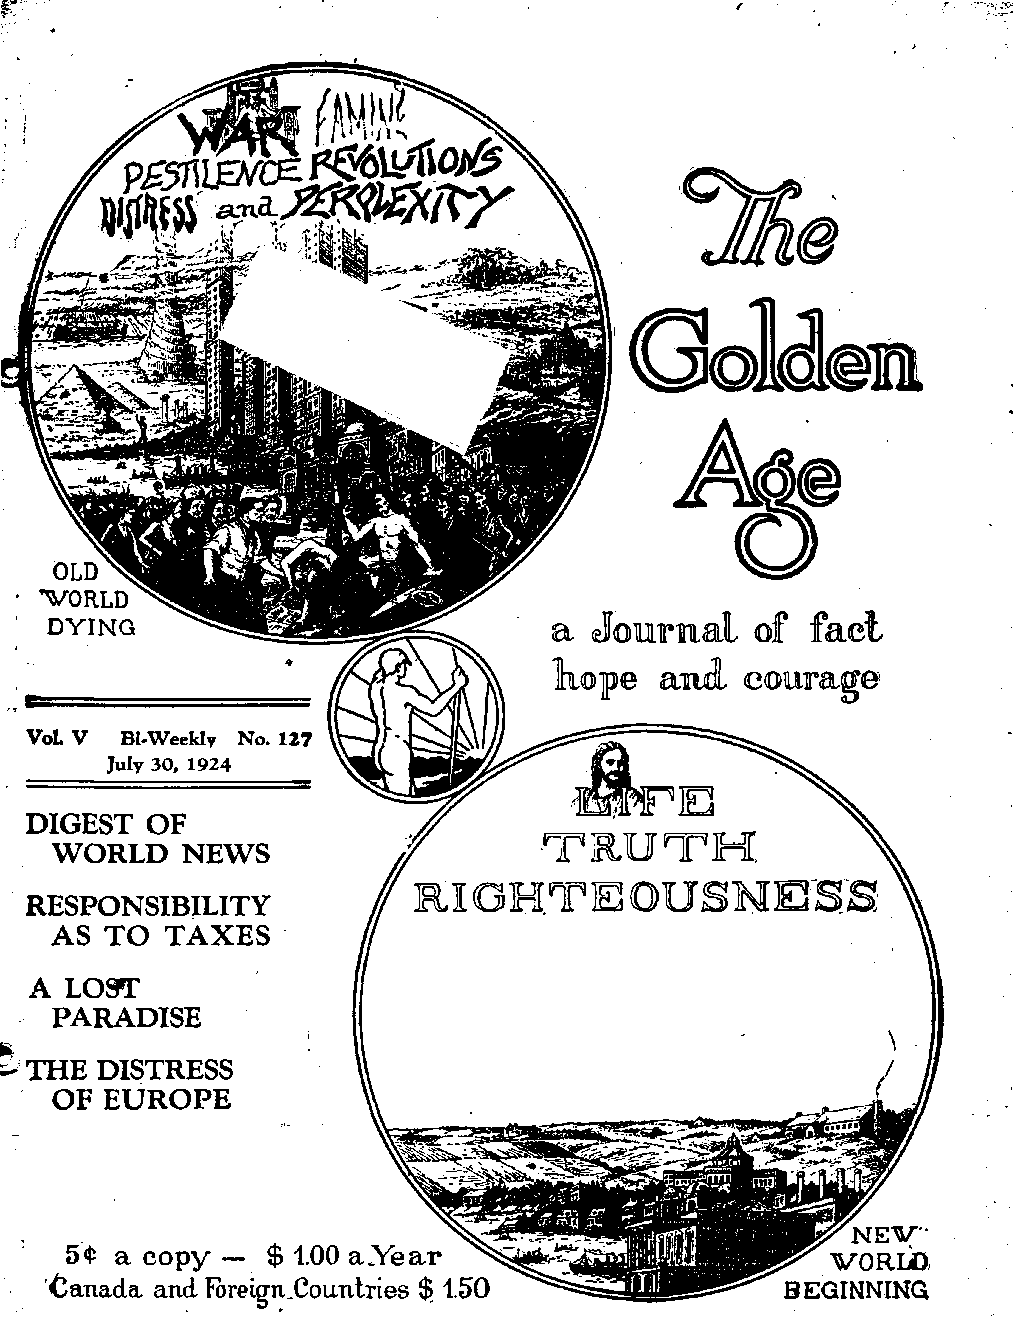 WAR FAMINE
PESTILENCE REVOLUTIONS
DISTRESS and PERPLEXITY
The
Golden
Age
OLD
WORLD
DYING
a Journal of fact
hope and courage
Vol. V Bi-Weekly No. 127
July 30, 1924
DIGEST OF
WORLD NEWS
RESPONSIBILITY
AS TO TAXES
A LOST
PARADISE
THE DISTRESS
OF EUROPE
LIFE
TRUTH
RIGHTEOUSNESS
5¢ a copy — $ 1.00 a Year
Canada and Foreign Countries $ 1.50
NEW
WORLD
BEGINNING